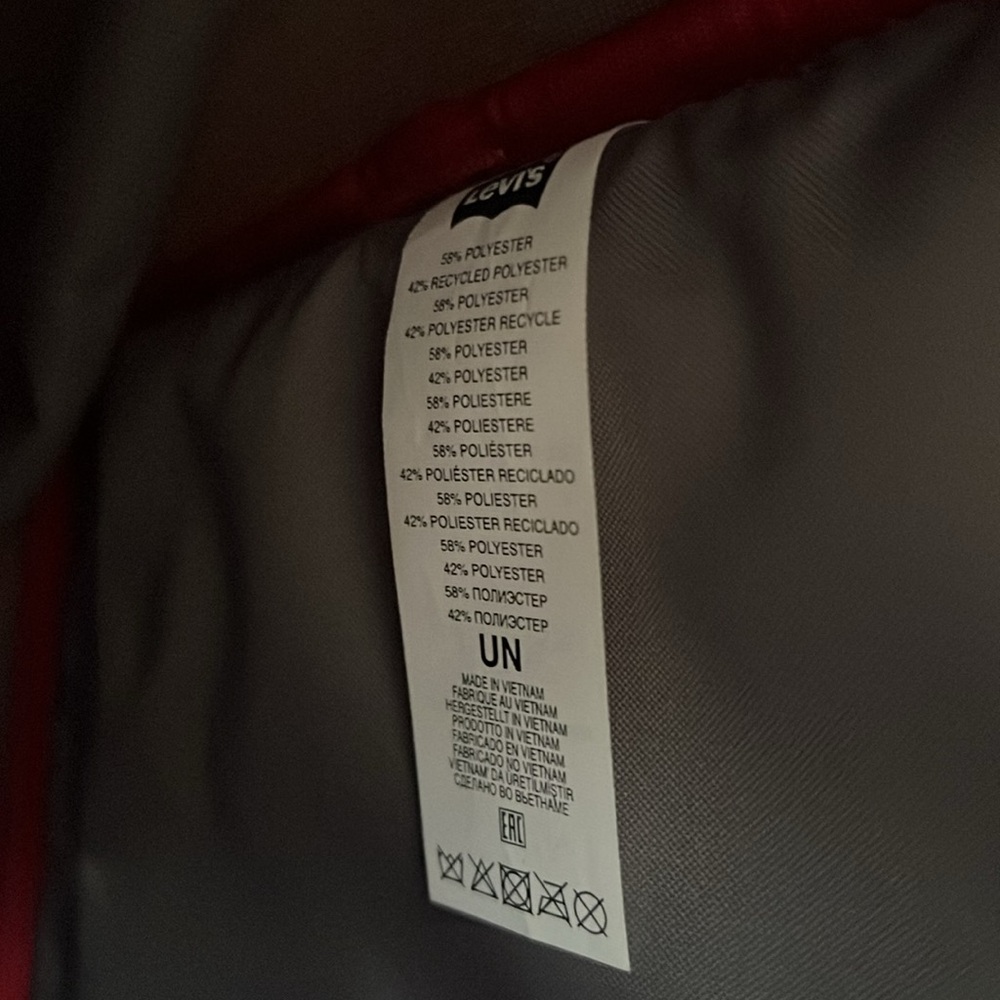 Levi's
58% POLYESTER
42% RECYCLED POLYESTER
58% POLYESTER
42% POLYESTER RECYCLE
58% POLYESTER
42% POLYESTER
58% POLIESTERE
42% POLIESTERE
58% POLIÉSTER
42% POLIÉSTER RECICLADO
58% POLIESTER
42% POLIESTER RECICLADO
58% POLYESTER
42% POLYESTER
58% ПОЛИЭСТЕР
42% ПОЛИЭСТЕР
UN
MADE IN VIETNAM
FABRIQUE AU VIETNAM
HERGESTELLT IN VIETNAM
PRODOTTO IN VIETNAM
FABRICADO EN VIETNAM
FABRICADO NO VIETNAM
VIETNAM' DA ÜRETİLMİŞTİR
СДЕЛАНО ВО ВЬЕТНАМЕ
EAC